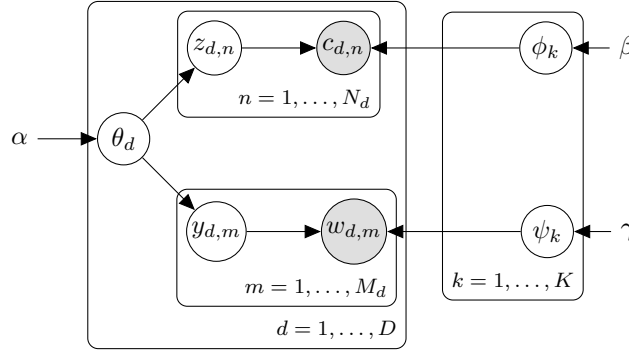 z_{d,n} c_{d,n} ϕ_k β
n = 1, . . . , N_d
α θ_d
y_{d,m} w_{d,m} ψ_k γ
m = 1, . . . , M_d k = 1, . . . , K
d = 1, . . . , D